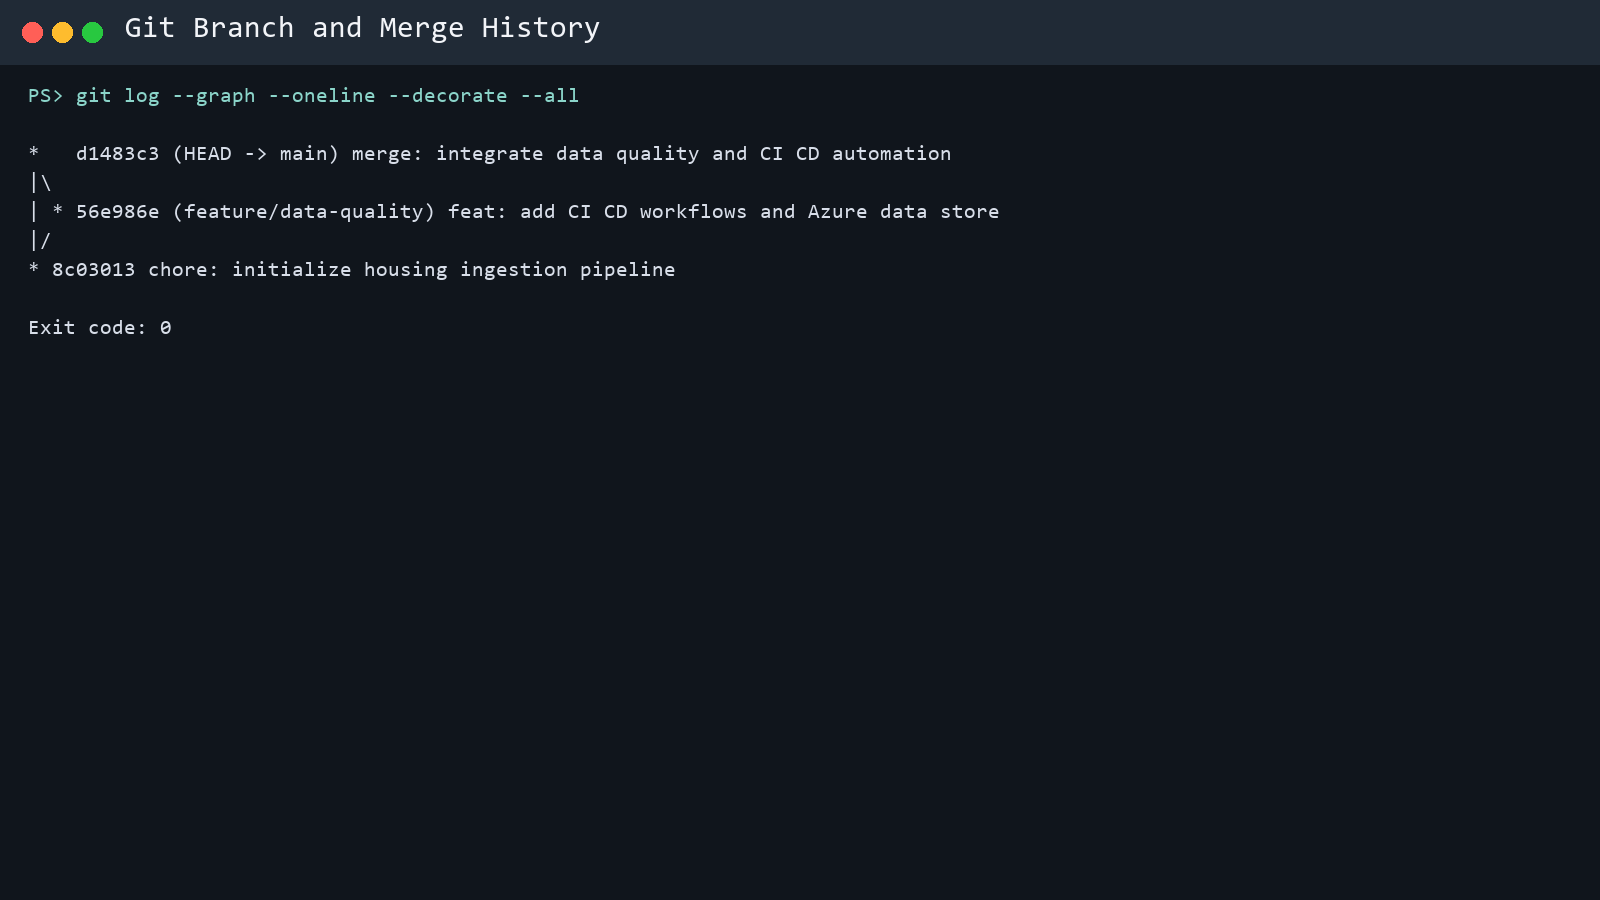 Git Branch and Merge History
PS> git log --graph --oneline --decorate --all
*   d1483c3 (HEAD -> main) merge: integrate data quality and CI CD automation
|\
| * 56e986e (feature/data-quality) feat: add CI CD workflows and Azure data store
|/
* 8c03013 chore: initialize housing ingestion pipeline
Exit code: 0